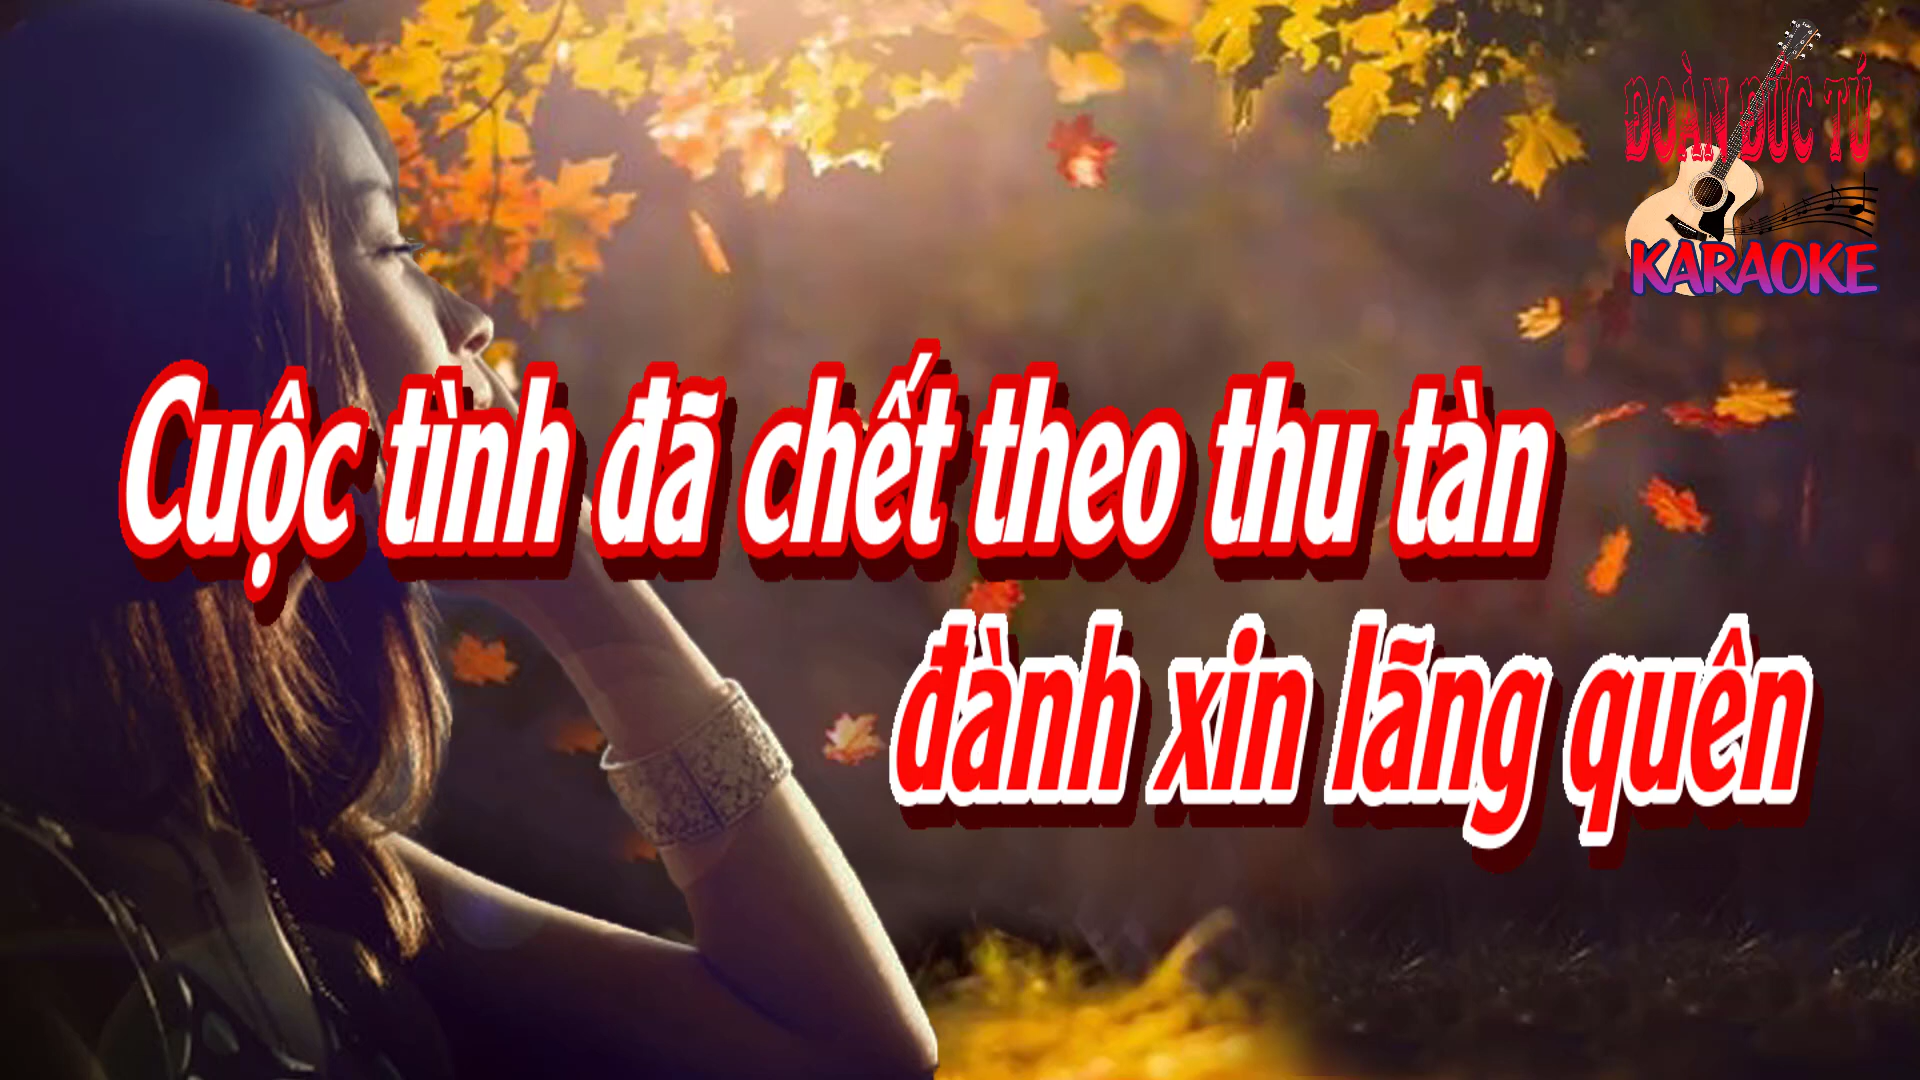 ĐOÀN ĐỨC TÚ
KARAOKE
Cuộc tình đã chết theo thu tàn
đành xin lãng quên